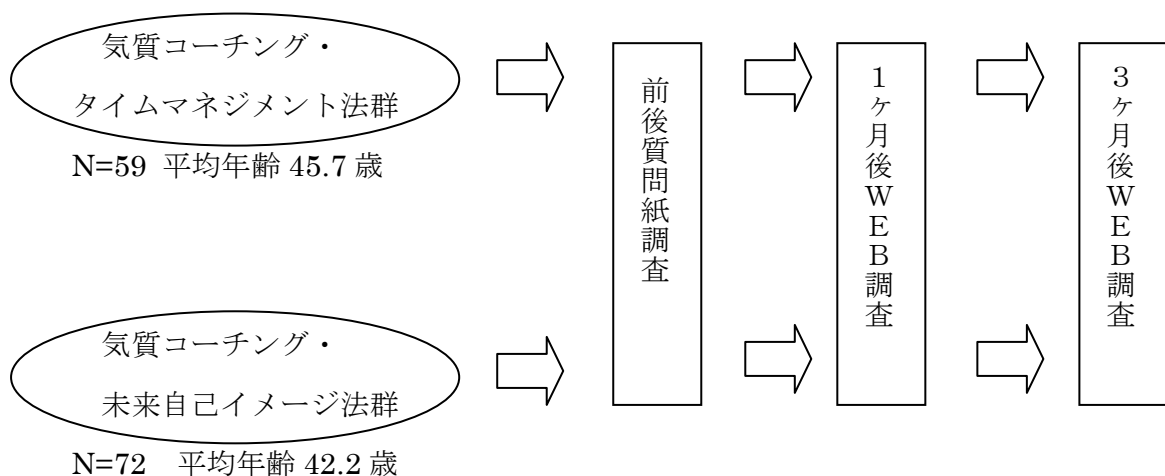 気質コーチング・
タイムマネジメント法群
N=59 平均年齢 45.7 歳
前後質問紙調査
１ヶ月後ＷＥＢ調査
３ヶ月後ＷＥＢ調査
気質コーチング・
未来自己イメージ法群
N=72　平均年齢 42.2 歳